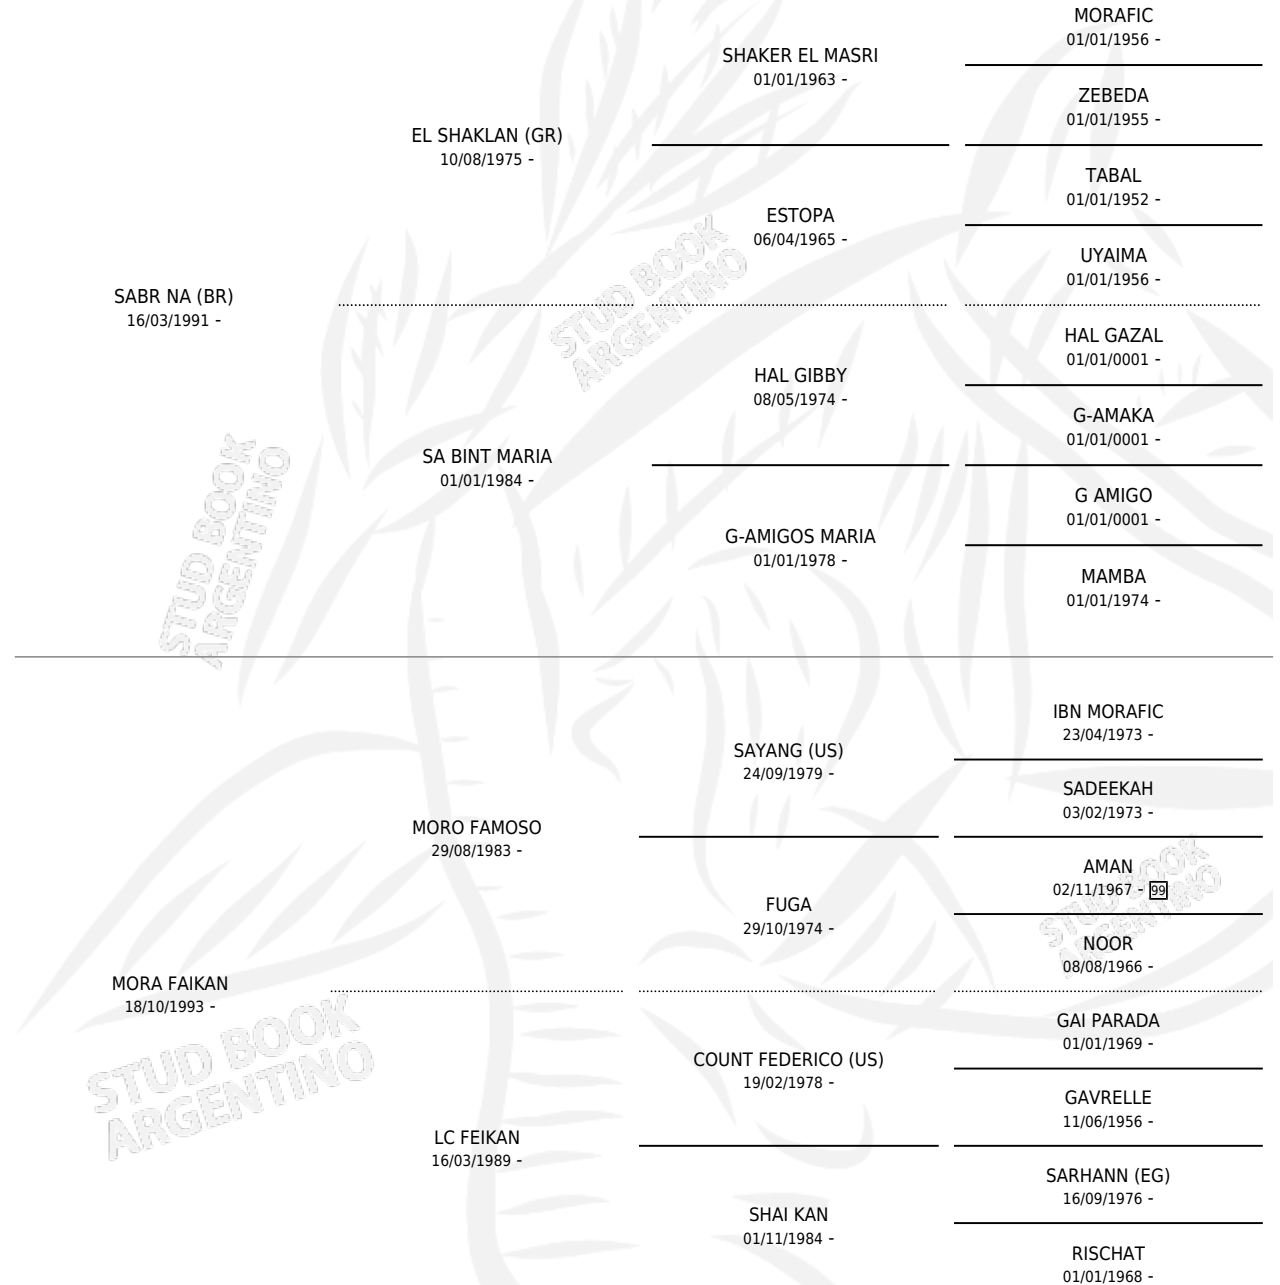 MORAFIC
01/01/1956 -
SHAKER EL MASRI
01/01/1963 -
ZEBEDA
01/01/1955 -
EL SHAKLAN (GR)
10/08/1975 -
TABAL
01/01/1952 -
ESTOPA
06/04/1965 -
UYAIMA
01/01/1956 -
SABR NA (BR)
16/03/1991 -
HAL GAZAL
01/01/0001 -
HAL GIBBY
08/05/1974 -
G-AMAKA
01/01/0001 -
SA BINT MARIA
01/01/1984 -
G AMIGO
01/01/0001 -
G-AMIGOS MARIA
01/01/1978 -
MAMBA
01/01/1974 -
STUD BOOK
ARGENTINO
STUD BOOK
ARGENTINO
IBN MORAFIC
23/04/1973 -
SAYANG (US)
24/09/1979 -
SADEEKAH
03/02/1973 -
MORO FAMOSO
29/08/1983 -
AMAN
02/11/1967 - 99
FUGA
29/10/1974 -
NOOR
08/08/1966 -
MORA FAIKAN
18/10/1993 -
GAI PARADA
01/01/1969 -
COUNT FEDERICO (US)
19/02/1978 -
GAVRELLE
11/06/1956 -
LC FEIKAN
16/03/1989 -
SARHANN (EG)
16/09/1976 -
SHAI KAN
01/11/1984 -
RISCHAT
01/01/1968 -
STUD BOOK
ARGENTINO
STUD BOOK
ARGENTINO